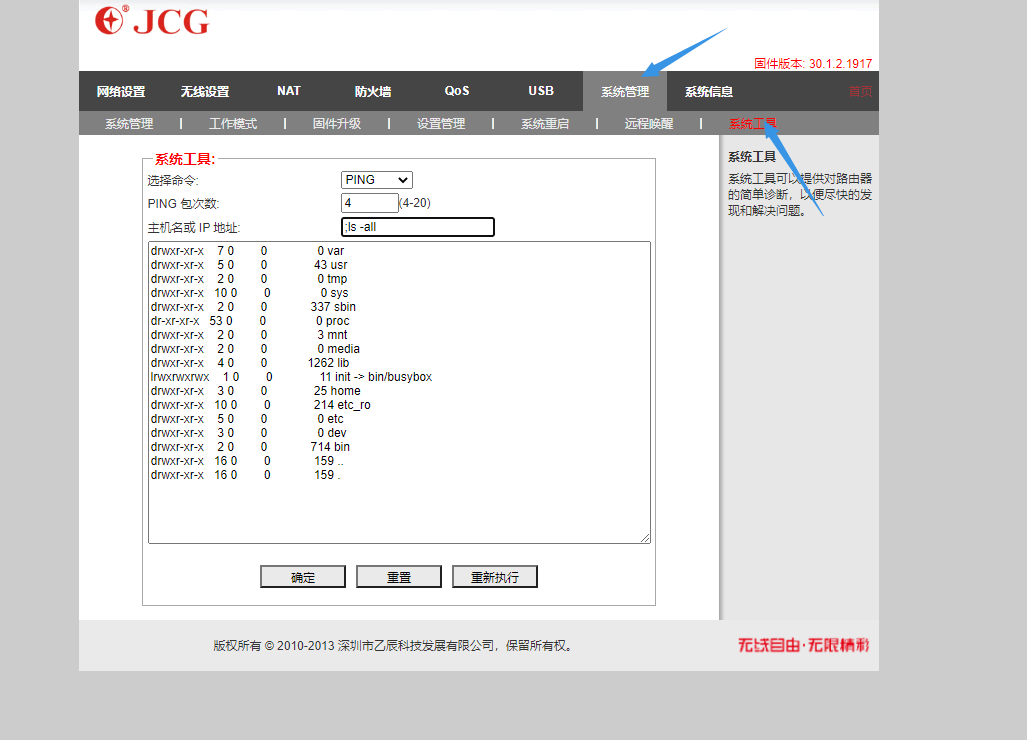 JCG
固件版本: 30.1.2.1917
网络设置 无线设置 NAT 防火墙 QoS USB 系统管理 系统信息 首页
系统管理 | 工作模式 | 固件升级 | 设置管理 | 系统重启 | 远程唤醒 | 系统工具
系统工具:
选择命令: PING
PING 包次数: 4 (4-20)
主机名或 IP 地址: ;ls -all
drwxr-xr-x 7 0 0 0 var
drwxr-xr-x 5 0 0 43 usr
drwxr-xr-x 2 0 0 0 tmp
drwxr-xr-x 10 0 0 0 sys
drwxr-xr-x 2 0 0 337 sbin
dr-xr-xr-x 53 0 0 0 proc
drwxr-xr-x 2 0 0 3 mnt
drwxr-xr-x 2 0 0 0 media
drwxr-xr-x 4 0 0 1262 lib
lrwxrwxrwx 1 0 0 11 init -> bin/busybox
drwxr-xr-x 3 0 0 25 home
drwxr-xr-x 10 0 0 214 etc_ro
drwxr-xr-x 5 0 0 0 etc
drwxr-xr-x 3 0 0 0 dev
drwxr-xr-x 2 0 0 714 bin
drwxr-xr-x 16 0 0 159 ..
drwxr-xr-x 16 0 0 159 .
确定 重置 重新执行
系统工具
系统工具可以提供对路由器
的简单诊断，以便尽快的发
现和解决问题。
版权所有 © 2010-2013 深圳市乙辰科技发展有限公司，保留所有权。
无线自由·无限精彩